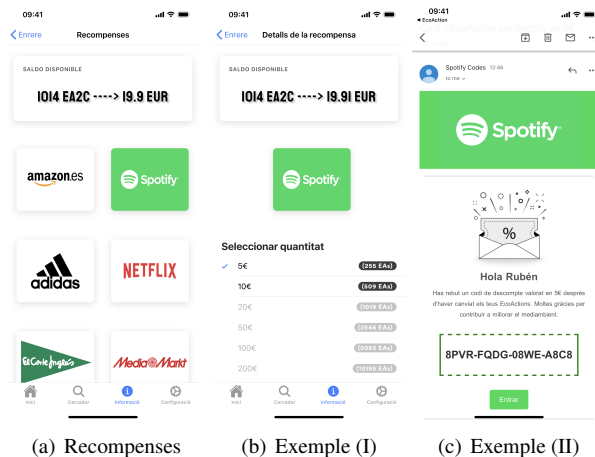 09:41
Enrere Recompenses
SALDO DISPONIBLE
1014 EA2C ----> 19.9 EUR
amazon.es
Spotify
adidas
NETFLIX
El Corte Inglés
Media Markt
Inici Cercador Informació Configuració
(a) Recompenses
09:41
Enrere Detalls de la recompensa
SALDO DISPONIBLE
1014 EA2C ----> 19.91 EUR
Spotify
Seleccionar quantitat
5€ (255 EAs)
10€ (509 EAs)
20€ (1019 EAs)
50€ (2546 EAs)
100€ (5093 EAs)
200€ (10185 EAs)
Inici Cercador Informació Configuració
(b) Exemple (I)
09:41
EcoAction
Spotify Codes 12:46
to me
Spotify
%
Hola Rubén
Has rebut un codi de descompte valorat en 5€ després
d'haver canviat els teus EcoActions. Moltes gràcies per
contribuir a millorar el mediambient.
8PVR-FQDG-08WE-A8C8
Entrar
(c) Exemple (II)